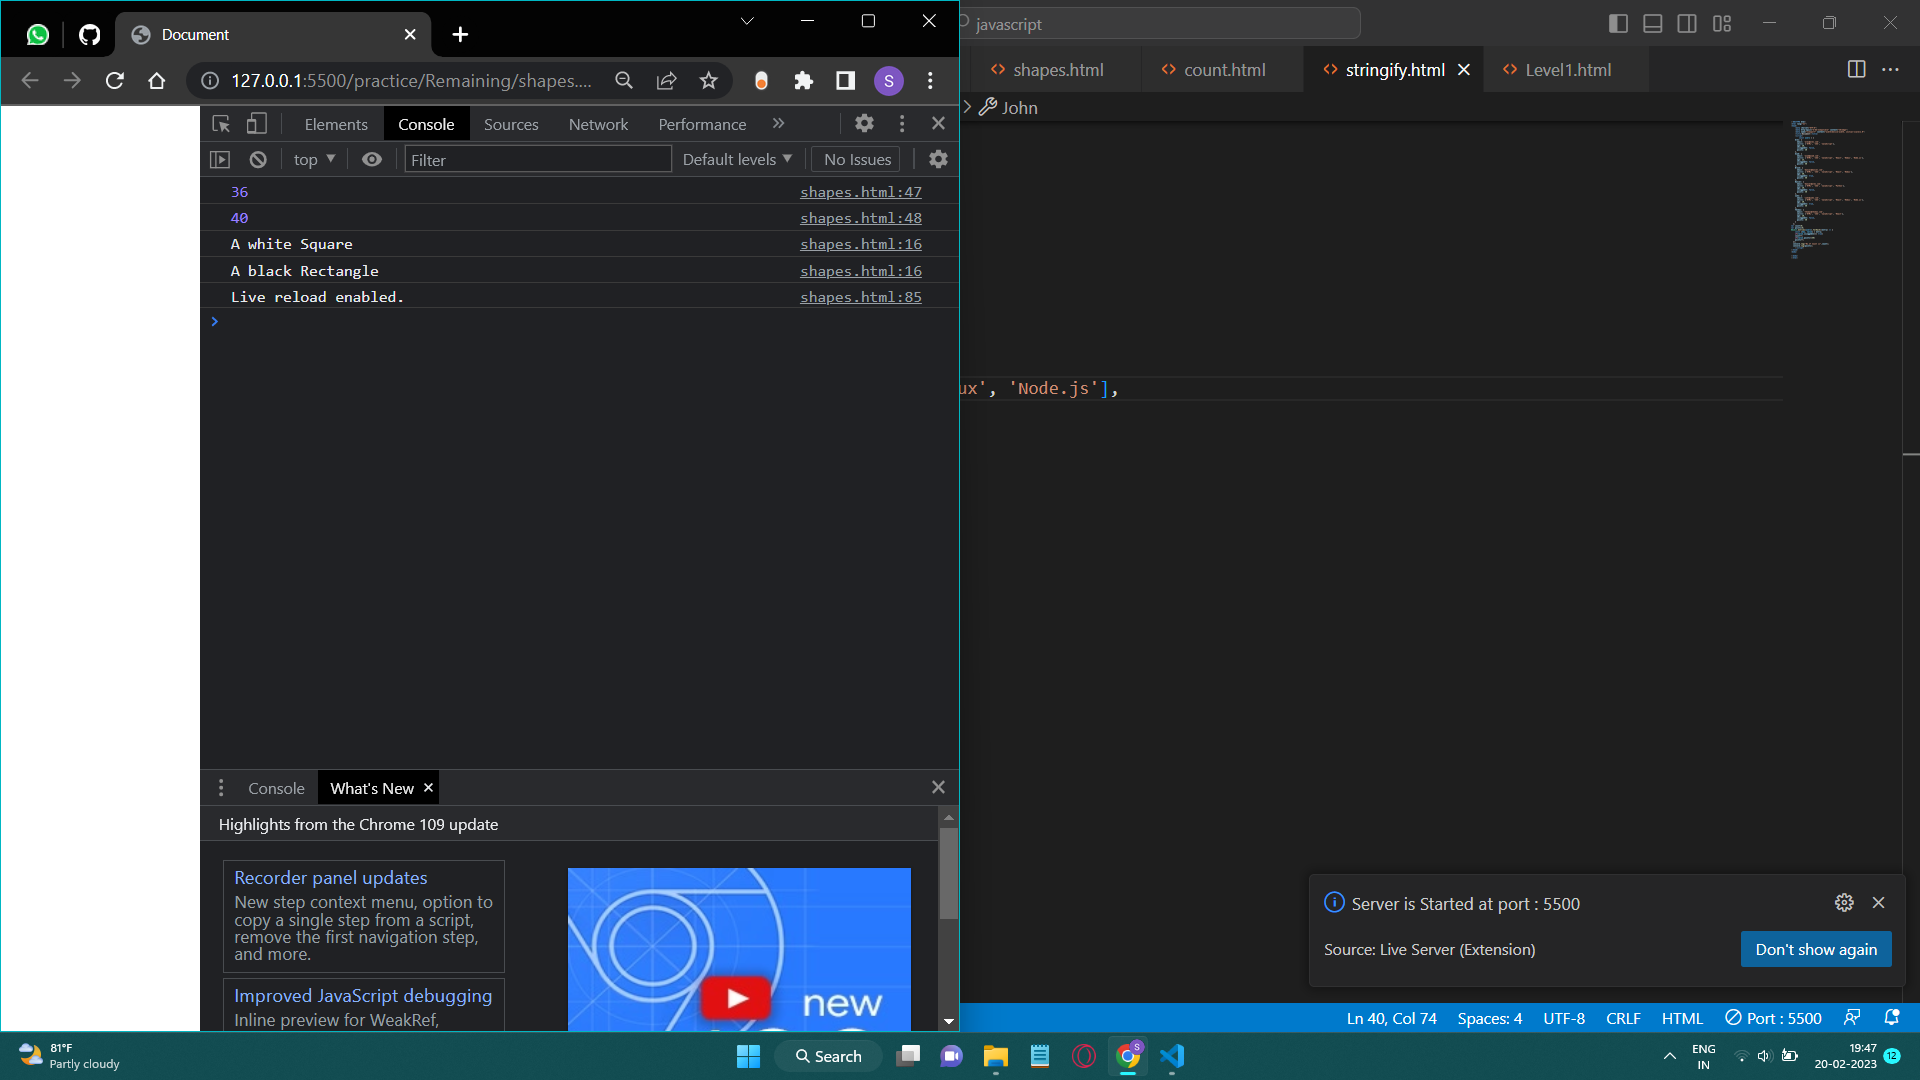 Document
javascript
127.0.0.1:5500/practice/Remaining/shapes....
S
shapes.html
count.html
stringify.html
Level1.html
John
Elements
Console
Sources
Network
Performance
top
Filter
Default levels
No Issues
36 shapes.html:47
40 shapes.html:48
A white Square shapes.html:16
A black Rectangle shapes.html:16
Live reload enabled. shapes.html:85
ux', 'Node.js'],
Console
What's New
Highlights from the Chrome 109 update
Recorder panel updates
New step context menu, option to
copy a single step from a script,
remove the first navigation step,
and more.
Improved JavaScript debugging
Inline preview for WeakRef,
new
Server is Started at port : 5500
Source: Live Server (Extension)
Don't show again
Ln 40, Col 74
Spaces: 4
UTF-8
CRLF
HTML
Port : 5500
81°F
Partly cloudy
Search
S
ENG
IN
19:47
20-02-2023
12